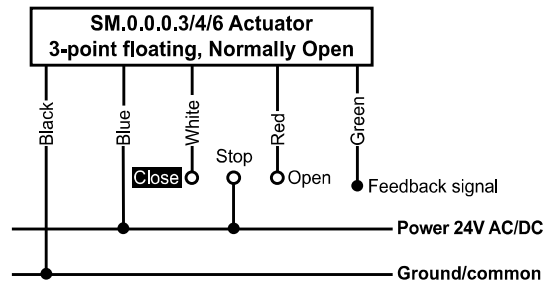 SM.0.0.0.3/4/6 Actuator
3-point floating, Normally Open
Black
Blue
White
Red
Green
Stop
Close
Open
Feedback signal
Power 24V AC/DC
Ground/common